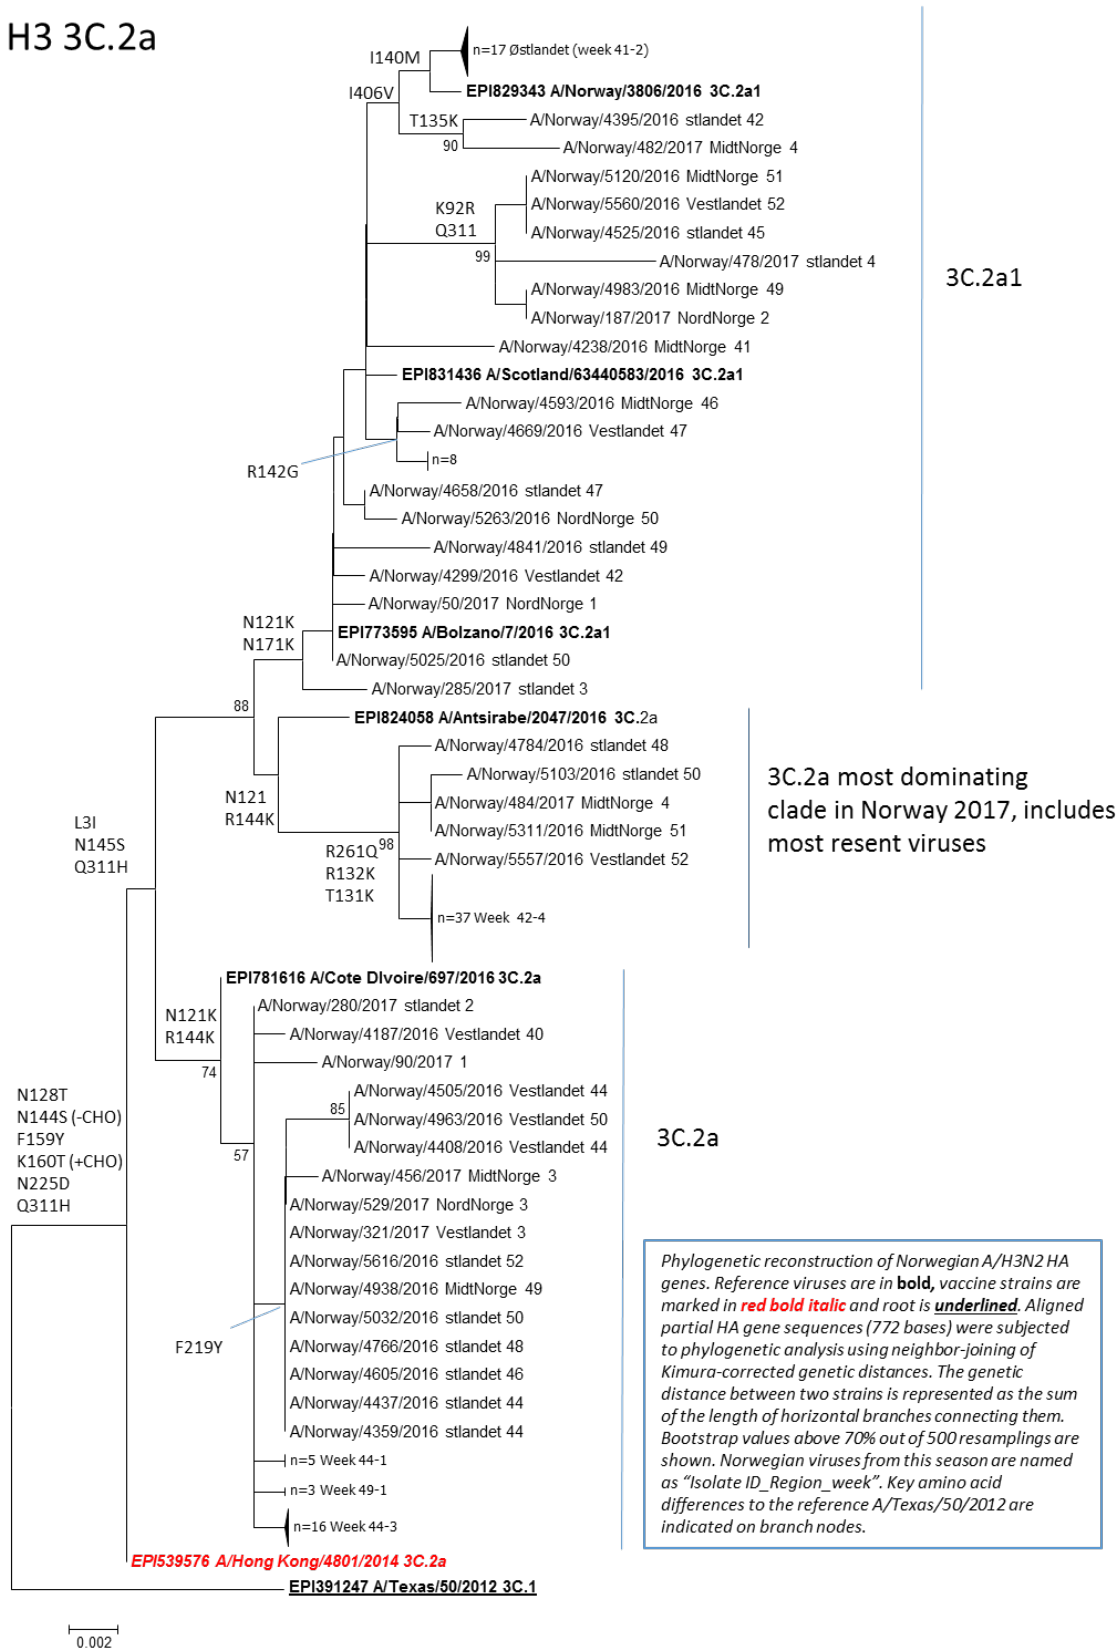 H3 3C.2a
n=17 Østlandet (week 41-2)
I140M
EPI829343 A/Norway/3806/2016 3C.2a1
I406V
T135K
A/Norway/4395/2016 stlandet 42
90
A/Norway/482/2017 MidtNorge 4
A/Norway/5120/2016 MidtNorge 51
K92R
A/Norway/5560/2016 Vestlandet 52
Q311
A/Norway/4525/2016 stlandet 45
99
A/Norway/478/2017 stlandet 4
3C.2a1
A/Norway/4983/2016 MidtNorge 49
A/Norway/187/2017 NordNorge 2
A/Norway/4238/2016 MidtNorge 41
EPI831436 A/Scotland/63440583/2016 3C.2a1
A/Norway/4593/2016 MidtNorge 46
A/Norway/4669/2016 Vestlandet 47
n=8
R142G
A/Norway/4658/2016 stlandet 47
A/Norway/5263/2016 NordNorge 50
A/Norway/4841/2016 stlandet 49
A/Norway/4299/2016 Vestlandet 42
A/Norway/50/2017 NordNorge 1
N121K
N171K
EPI773595 A/Bolzano/7/2016 3C.2a1
A/Norway/5025/2016 stlandet 50
A/Norway/285/2017 stlandet 3
88
EPI824058 A/Antsirabe/2047/2016 3C.2a
A/Norway/4784/2016 stlandet 48
A/Norway/5103/2016 stlandet 50
3C.2a most dominating
clade in Norway 2017, includes
most resent viruses
N121
R144K
A/Norway/484/2017 MidtNorge 4
L3I
N145S
Q311H
A/Norway/5311/2016 MidtNorge 51
98
R261Q
R132K
T131K
A/Norway/5557/2016 Vestlandet 52
n=37 Week 42-4
EPI781616 A/Cote DIvoire/697/2016 3C.2a
N121K
R144K
A/Norway/280/2017 stlandet 2
A/Norway/4187/2016 Vestlandet 40
A/Norway/90/2017 1
74
N128T
N144S (-CHO)
F159Y
K160T (+CHO)
N225D
Q311H
A/Norway/4505/2016 Vestlandet 44
85
A/Norway/4963/2016 Vestlandet 50
A/Norway/4408/2016 Vestlandet 44
3C.2a
57
A/Norway/456/2017 MidtNorge 3
A/Norway/529/2017 NordNorge 3
A/Norway/321/2017 Vestlandet 3
A/Norway/5616/2016 stlandet 52
A/Norway/4938/2016 MidtNorge 49
A/Norway/5032/2016 stlandet 50
F219Y
A/Norway/4766/2016 stlandet 48
A/Norway/4605/2016 stlandet 46
A/Norway/4437/2016 stlandet 44
A/Norway/4359/2016 stlandet 44
n=5 Week 44-1
n=3 Week 49-1
n=16 Week 44-3
EPI539576 A/Hong Kong/4801/2014 3C.2a
EPI391247 A/Texas/50/2012 3C.1
0.002
Phylogenetic reconstruction of Norwegian A/H3N2 HA
genes. Reference viruses are in bold, vaccine strains are
marked in red bold italic and root is underlined. Aligned
partial HA gene sequences (772 bases) were subjected
to phylogenetic analysis using neighbor-joining of
Kimura-corrected genetic distances. The genetic
distance between two strains is represented as the sum
of the length of horizontal branches connecting them.
Bootstrap values above 70% out of 500 resamplings are
shown. Norwegian viruses from this season are named
as “Isolate ID_Region_week”. Key amino acid
differences to the reference A/Texas/50/2012 are
indicated on branch nodes.